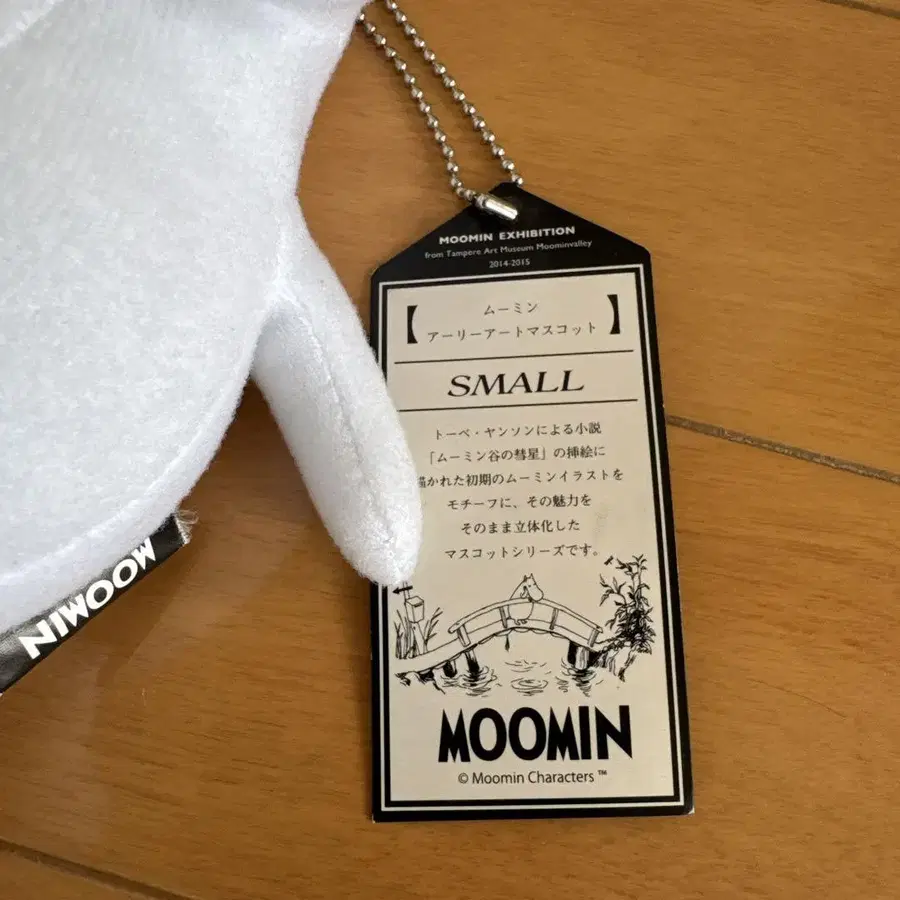 MOOMIN EXHIBITION
from Tampere Art Museum Moominvalley
2014-2015
【ムーミン
アーリーアートマスコット】
SMALL
トーベ・ヤンソンによる小説
「ムーミン谷の彗星」の挿絵に
描かれた初期のムーミンイラストを
モチーフに、その魅力を
そのまま立体化した
マスコットシリーズです。
MOOMIN
© Moomin Characters ™
MOOMIN